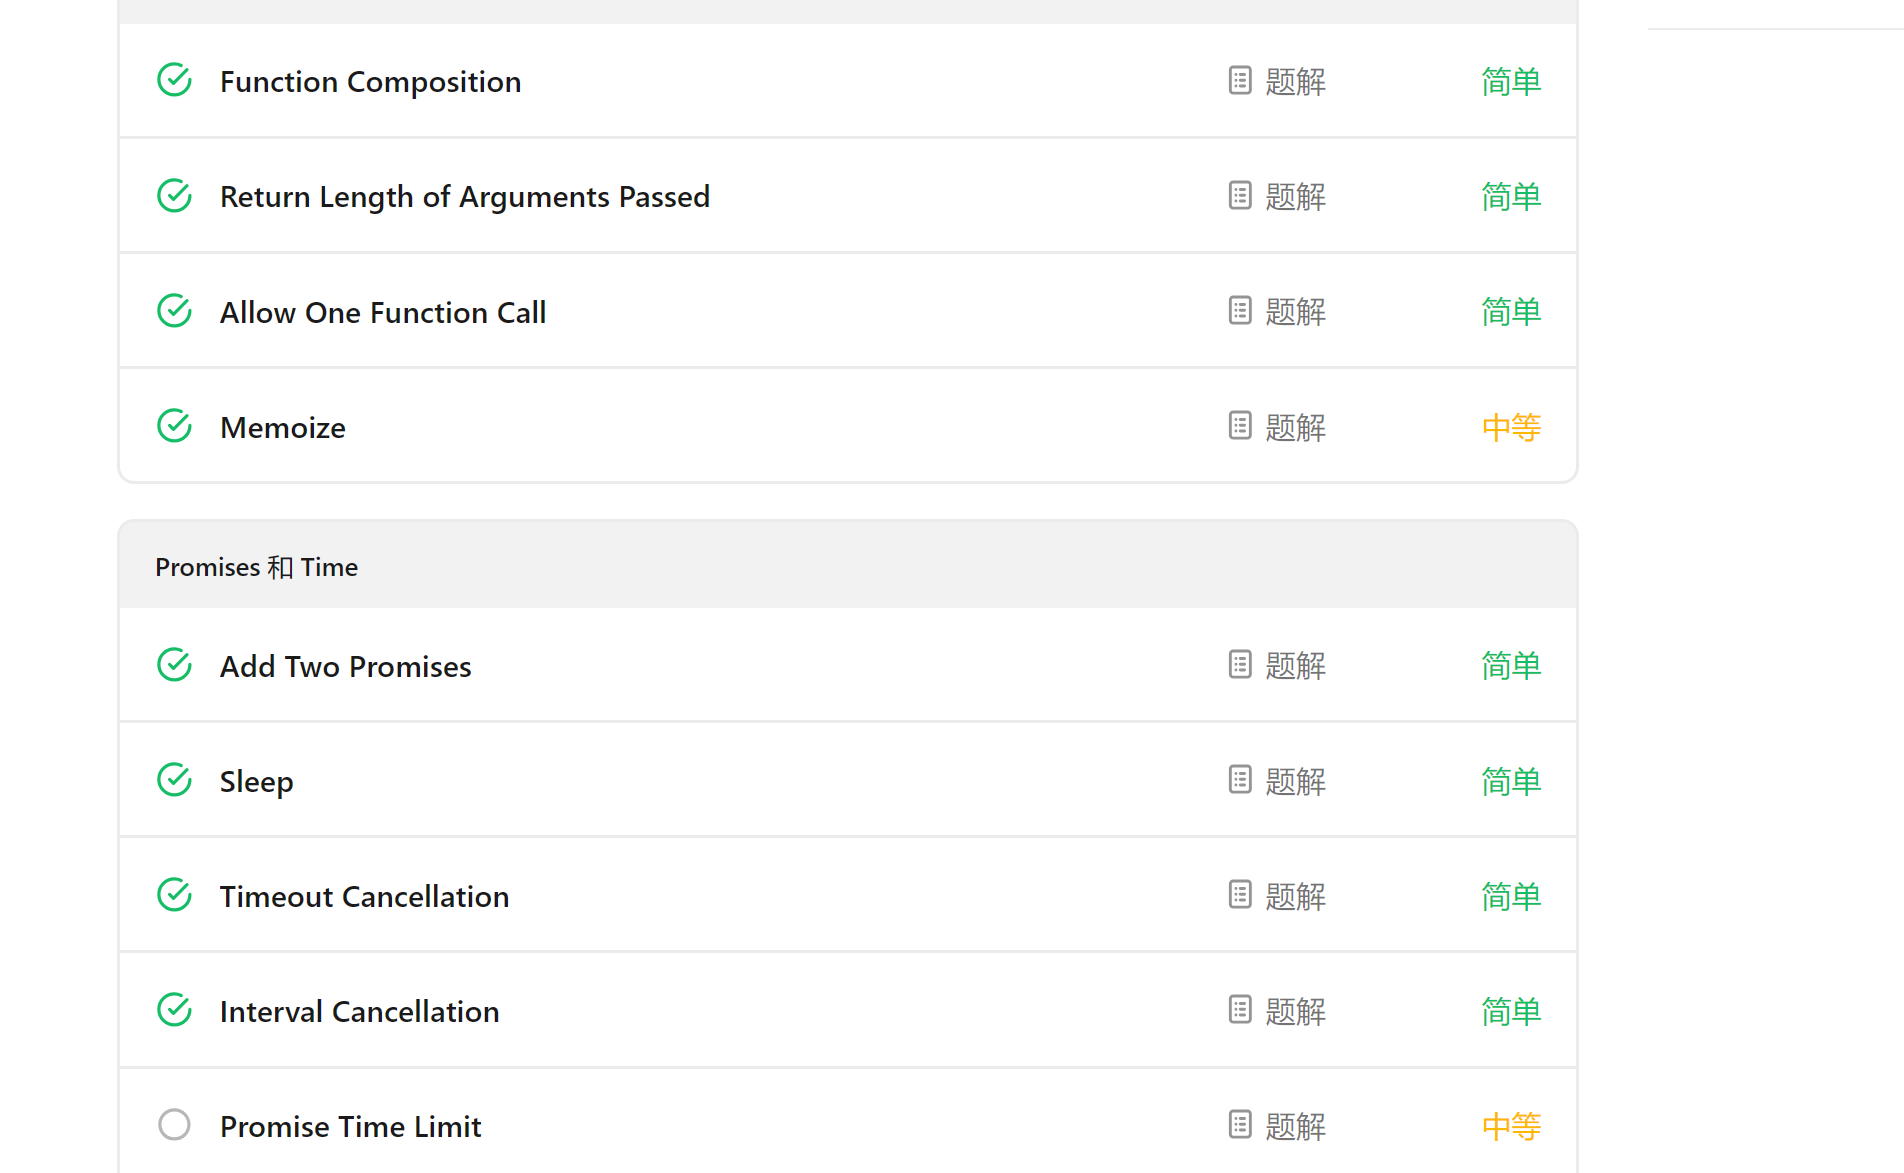 Function Composition 题解 简单
Return Length of Arguments Passed 题解 简单
Allow One Function Call 题解 简单
Memoize 题解 中等
Promises 和 Time
Add Two Promises 题解 简单
Sleep 题解 简单
Timeout Cancellation 题解 简单
Interval Cancellation 题解 简单
Promise Time Limit 题解 中等